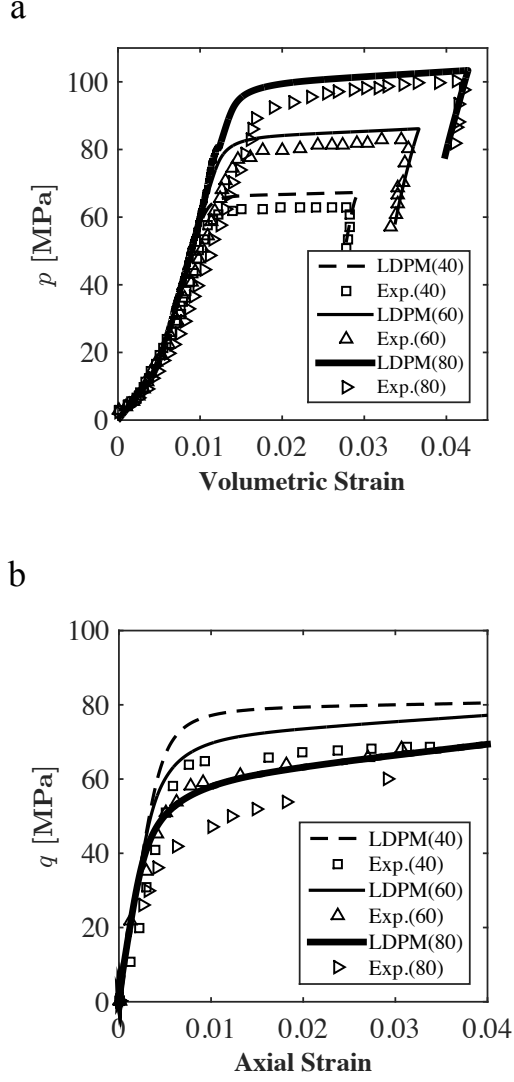 a
100
80
60
40
20
0
p [MPa]
LDPM(40)
Exp.(40)
LDPM(60)
Exp.(60)
LDPM(80)
Exp.(80)
0 0.01 0.02 0.03 0.04
Volumetric Strain
b
100
80
60
40
20
0
q [MPa]
LDPM(40)
Exp.(40)
LDPM(60)
Exp.(60)
LDPM(80)
Exp.(80)
0 0.01 0.02 0.03 0.04
Axial Strain